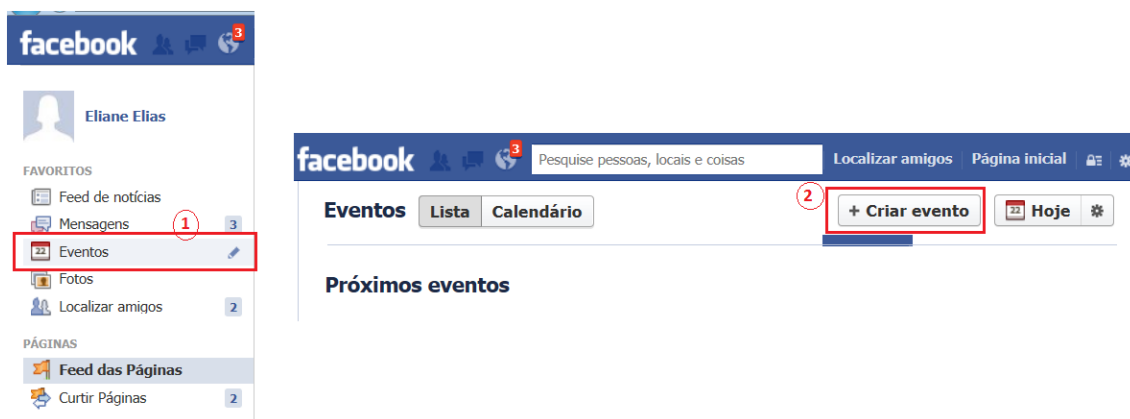 facebook 3
Eliane Elias
FAVORITOS
Feed de notícias
Mensagens 1 3
22 Eventos
Fotos
Localizar amigos 2
PÁGINAS
Feed das Páginas
Curtir Páginas 2
facebook 3 Pesquise pessoas, locais e coisas Localizar amigos Página inicial
Eventos Lista Calendário 2 + Criar evento 22 Hoje
Próximos eventos